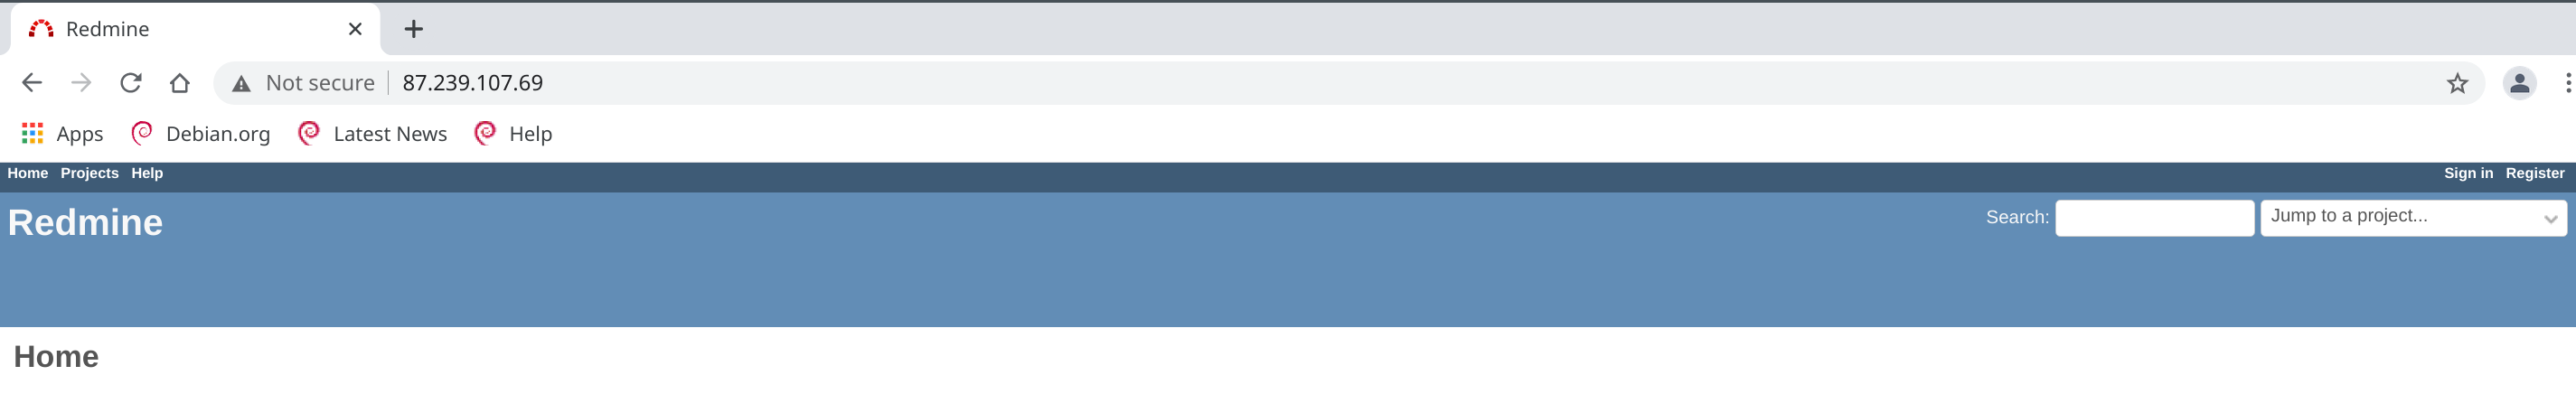 Redmine
Not secure 87.239.107.69
Apps Debian.org Latest News Help
Home Projects Help Sign in Register
Redmine Search: Jump to a project...
Home